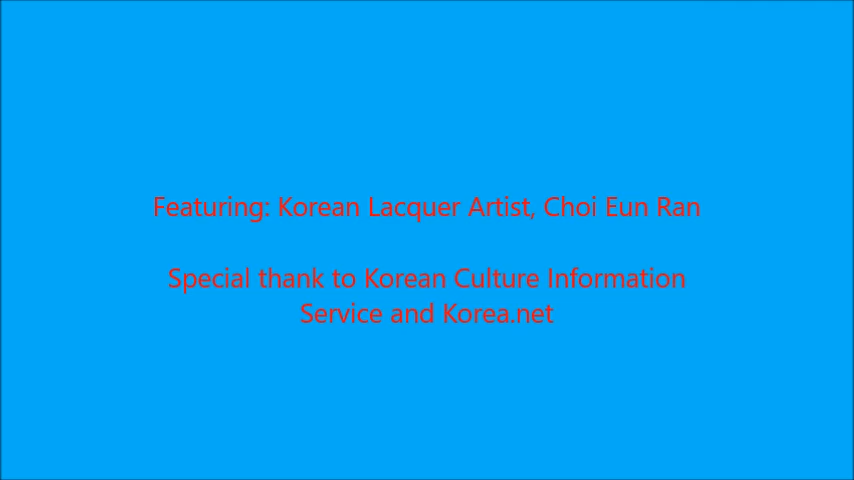 Featuring: Korean Lacquer Artist, Choi Eun Ran
Special thank to Korean Culture Information
Service and Korea.net